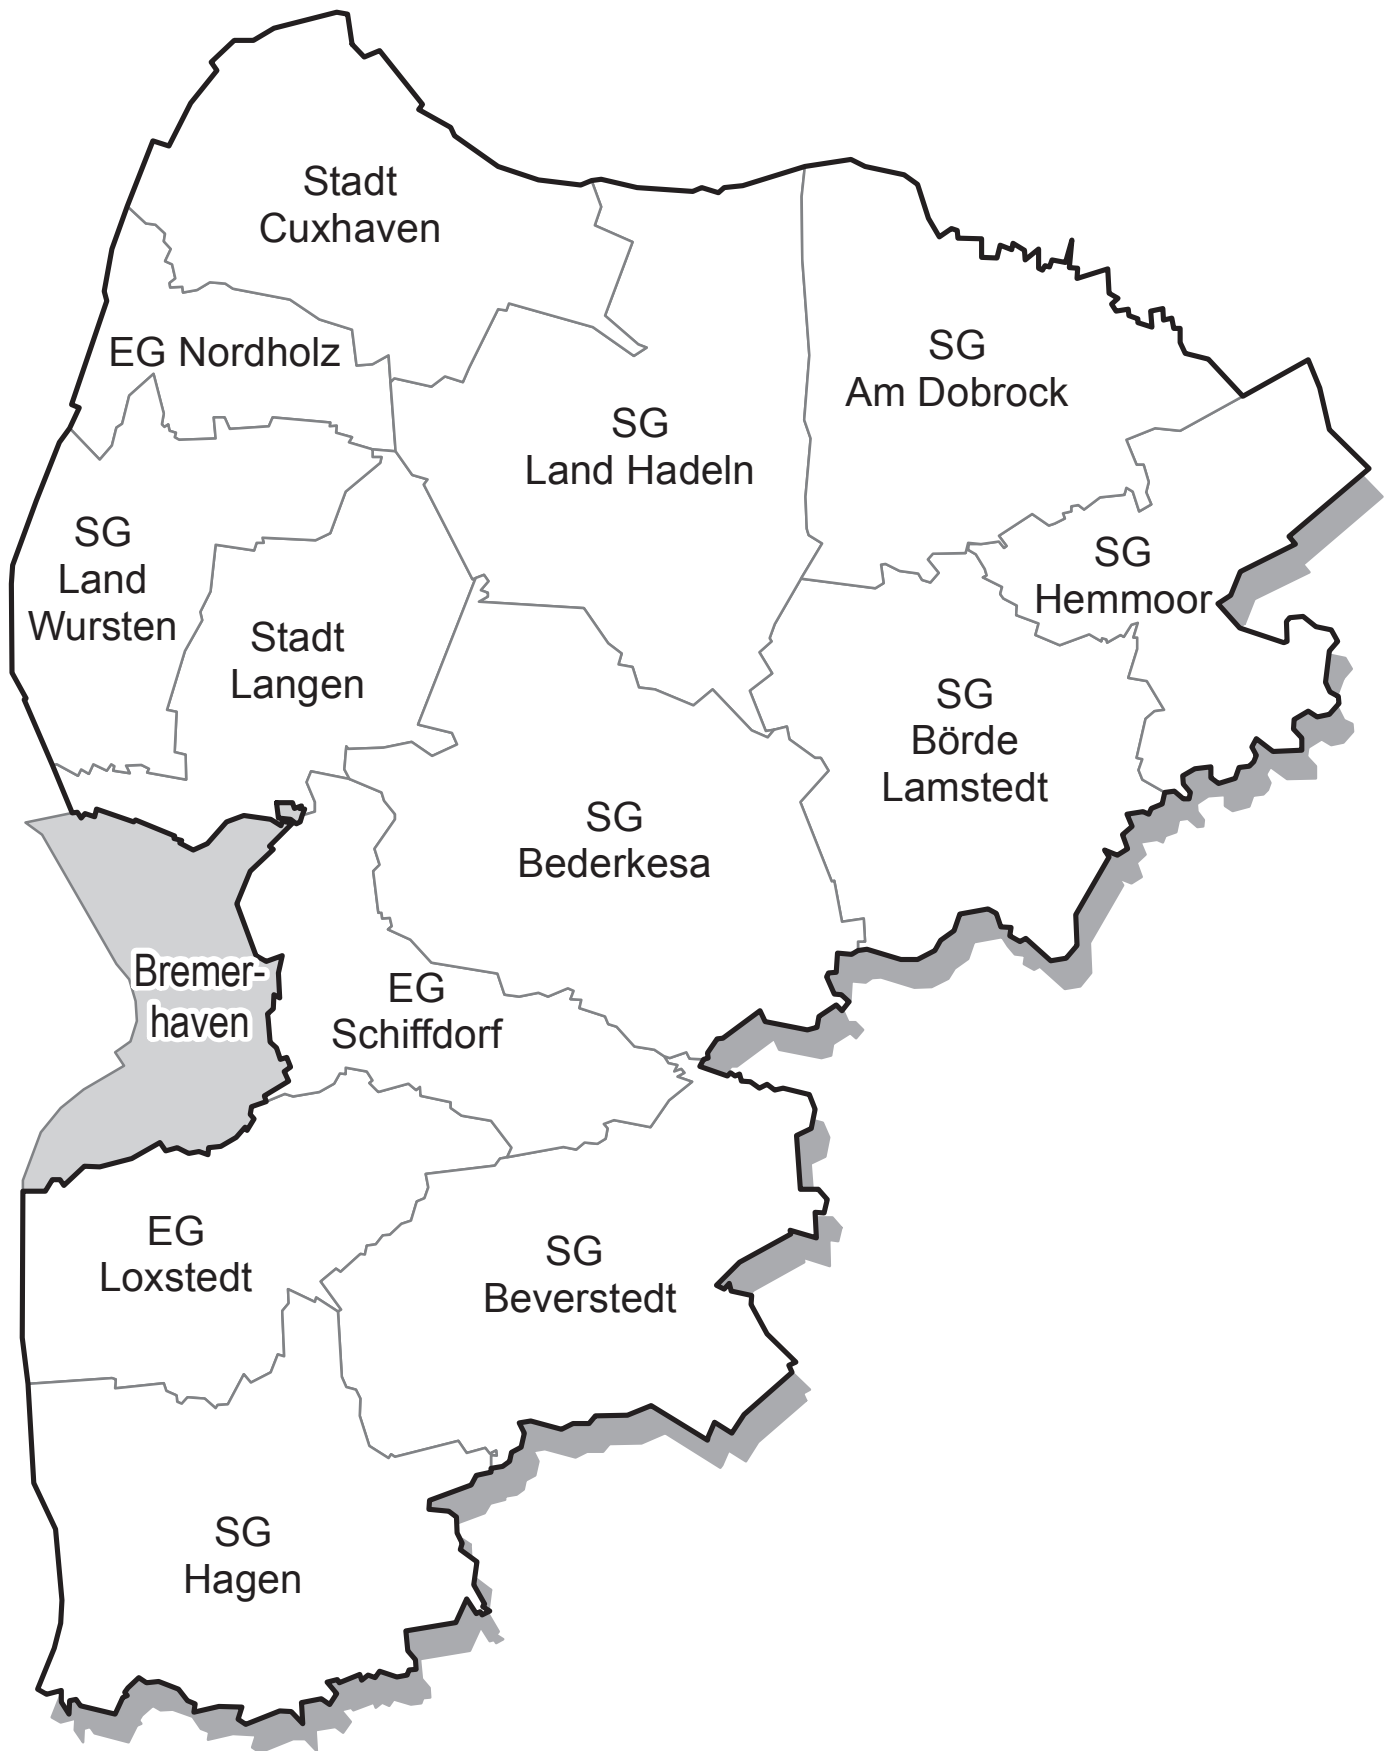 Stadt
Cuxhaven
EG Nordholz
SG
Am Dobrock
SG
Land Hadeln
SG
Land
Wursten
SG
Hemmoor
Stadt
Langen
SG
Börde
Lamstedt
SG
Bederkesa
Bremer-
haven
EG
Schiffdorf
EG
Loxstedt
SG
Beverstedt
SG
Hagen